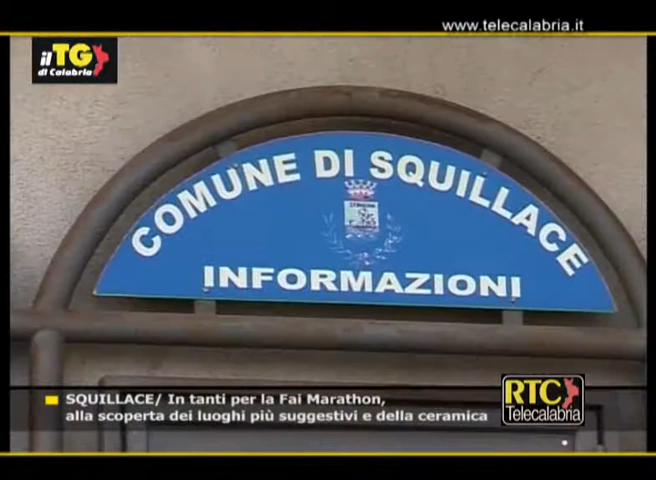 www.telecalabria.it
il TG
di Calabria
COMUNE DI SQUILLACE
INFORMAZIONI
SQUILLACE/ In tanti per la Fai Marathon,
alla scoperta dei luoghi più suggestivi e della ceramica
RTC
Telecalabria